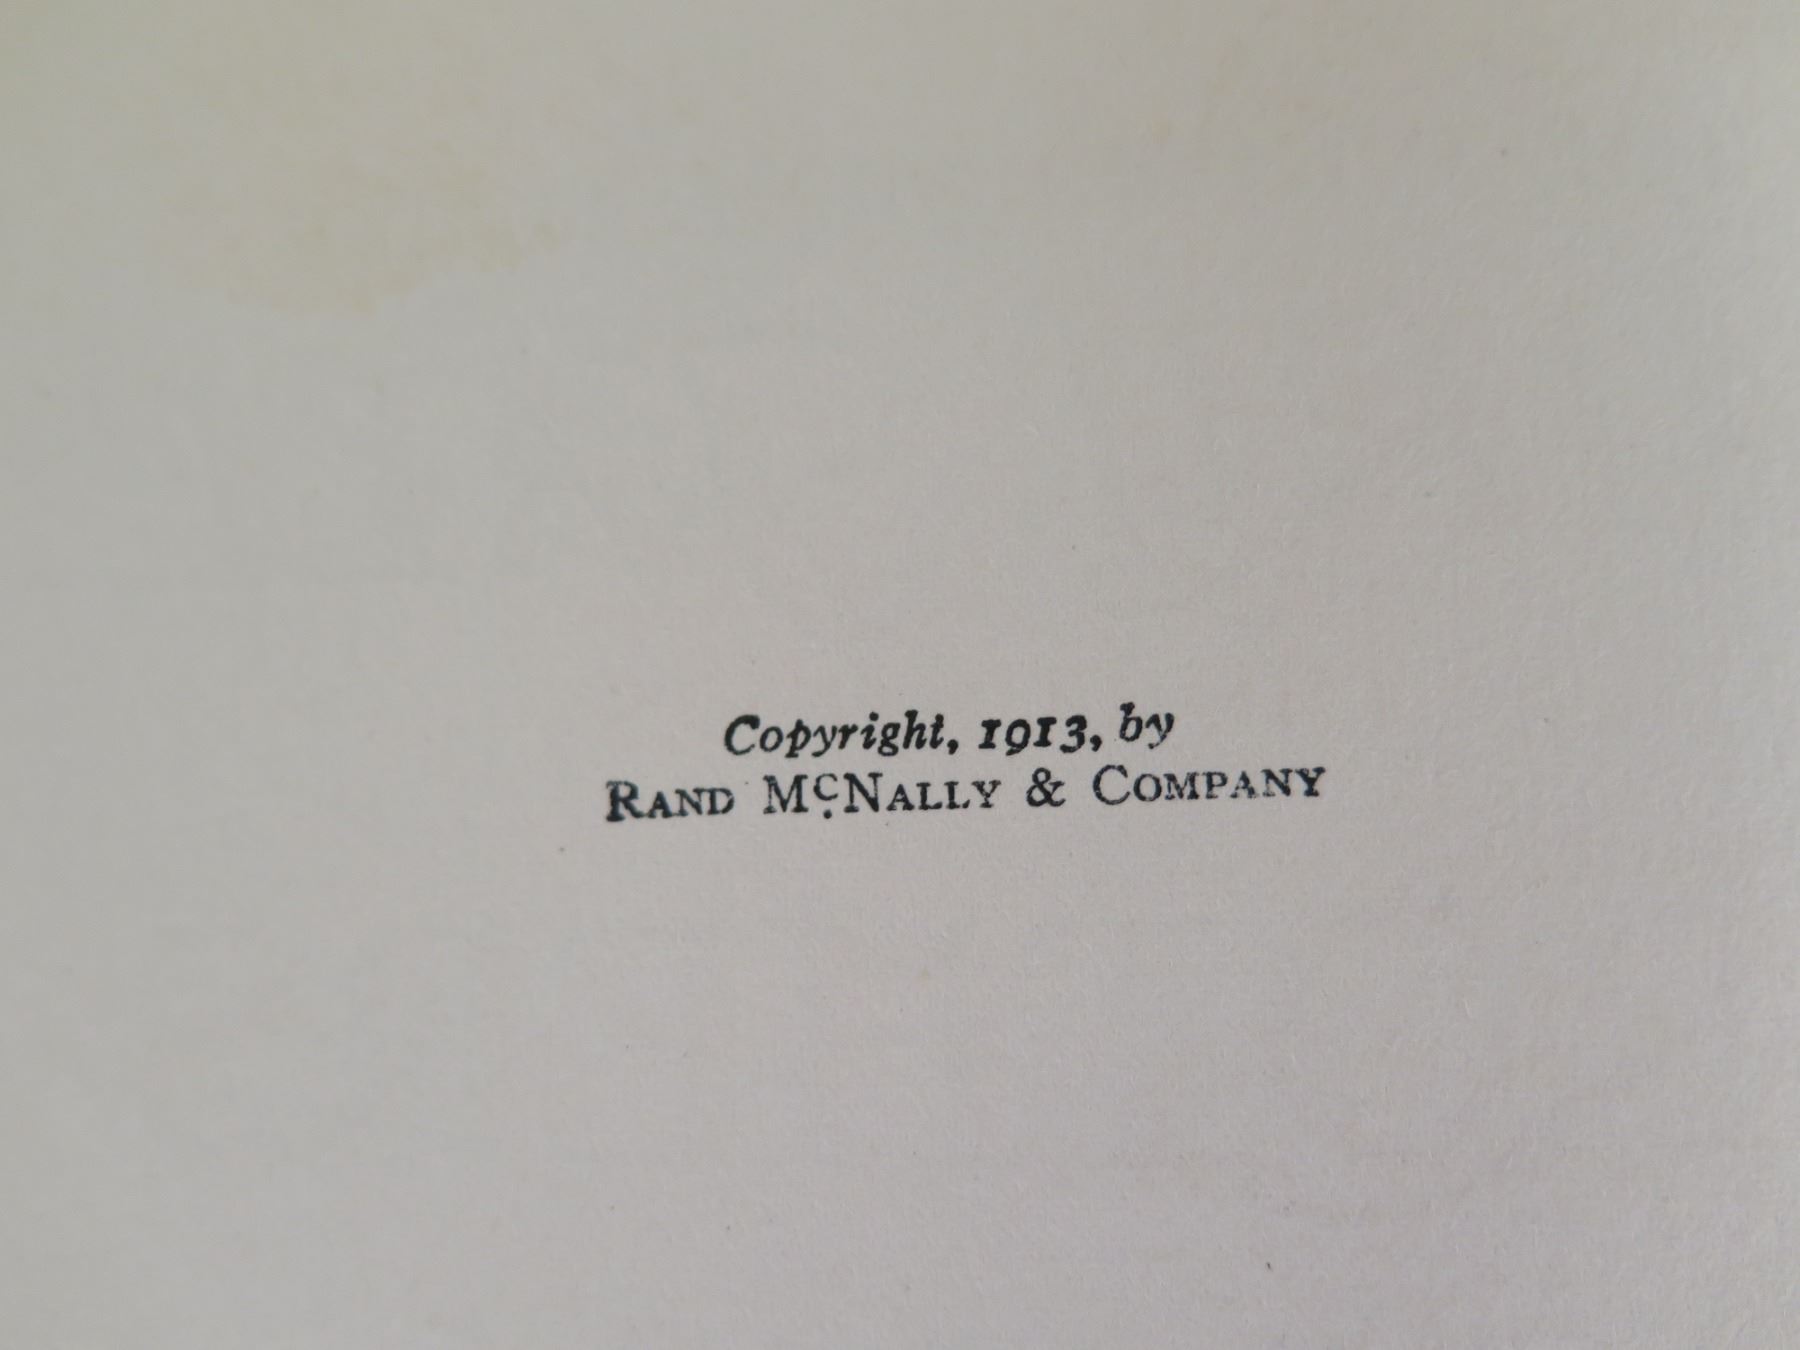 Copyright, 1913, by
RAND MCNALLY & COMPANY